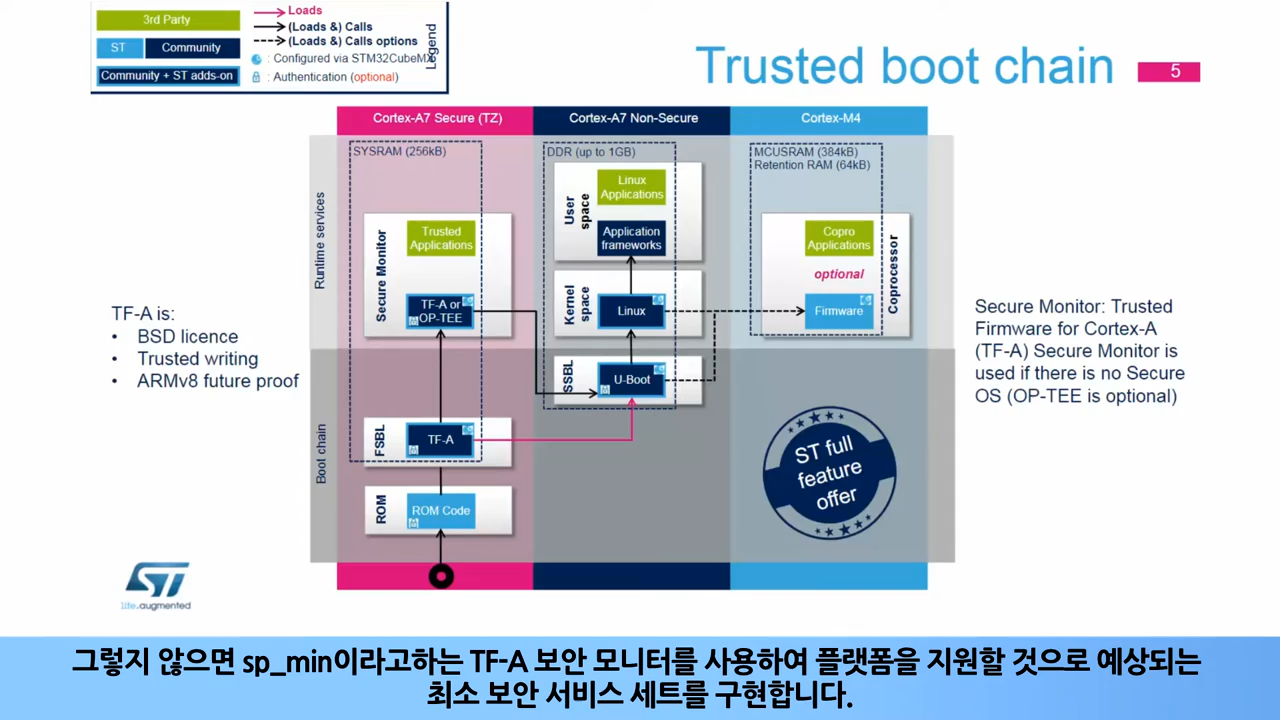 3rd Party
ST
Community
Community + ST adds-on
Loads
(Loads &) Calls
(Loads &) Calls options
: Configured via STM32CubeMX
: Authentication (optional)
Legend
Trusted boot chain
5
Cortex-A7 Secure (TZ)
Cortex-A7 Non-Secure
Cortex-M4
Runtime services
SYSRAM (256kB)
DDR (up to 1GB)
MCUSRAM (384kB)
Retention RAM (64kB)
User
space
Linux
Applications
Application
frameworks
Secure Monitor
Trusted
Applications
TF-A or
OP-TEE
Kernel
space
Linux
Copro
Applications
optional
Firmware
Coprocessor
TF-A is:
• BSD licence
• Trusted writing
• ARMv8 future proof
Secure Monitor: Trusted
Firmware for Cortex-A
(TF-A) Secure Monitor is
used if there is no Secure
OS (OP-TEE is optional)
Boot chain
SSBL
U-Boot
FSBL
TF-A
ROM
ROM Code
ST full
feature
offer
ST
life.augmented
그렇지 않으면 sp_min이라고하는 TF-A 보안 모니터를 사용하여 플랫폼을 지원할 것으로 예상되는
최소 보안 서비스 세트를 구현합니다.